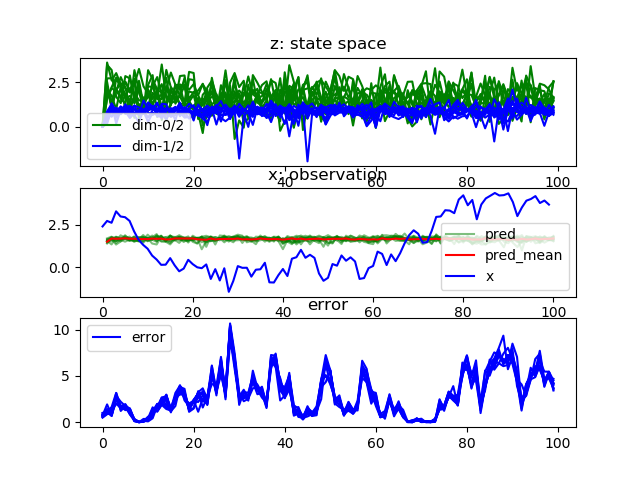 z: state space
2.5
0.0
dim-0/2
dim-1/2
0 20 40 60 80 100
x: observation
2.5
0.0
pred
pred_mean
x
0 20 40 60 80 100
error
10
5
0
error
0 20 40 60 80 100